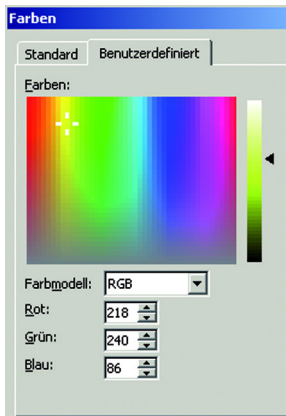 Farben
Standard Benutzerdefiniert
Farben:
Farbmodell: RGB
Rot: 218
Grün: 240
Blau: 86